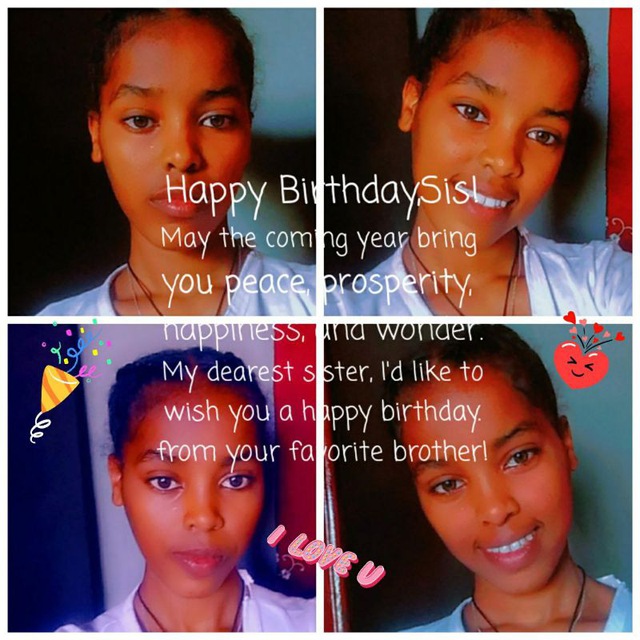 Happy Birthday,Sis!
May the coming year bring
you peace, prosperity,
happiness, and wonder.
My dearest sister, I'd like to
wish you a happy birthday.
from your favorite brother!
I LOVE U